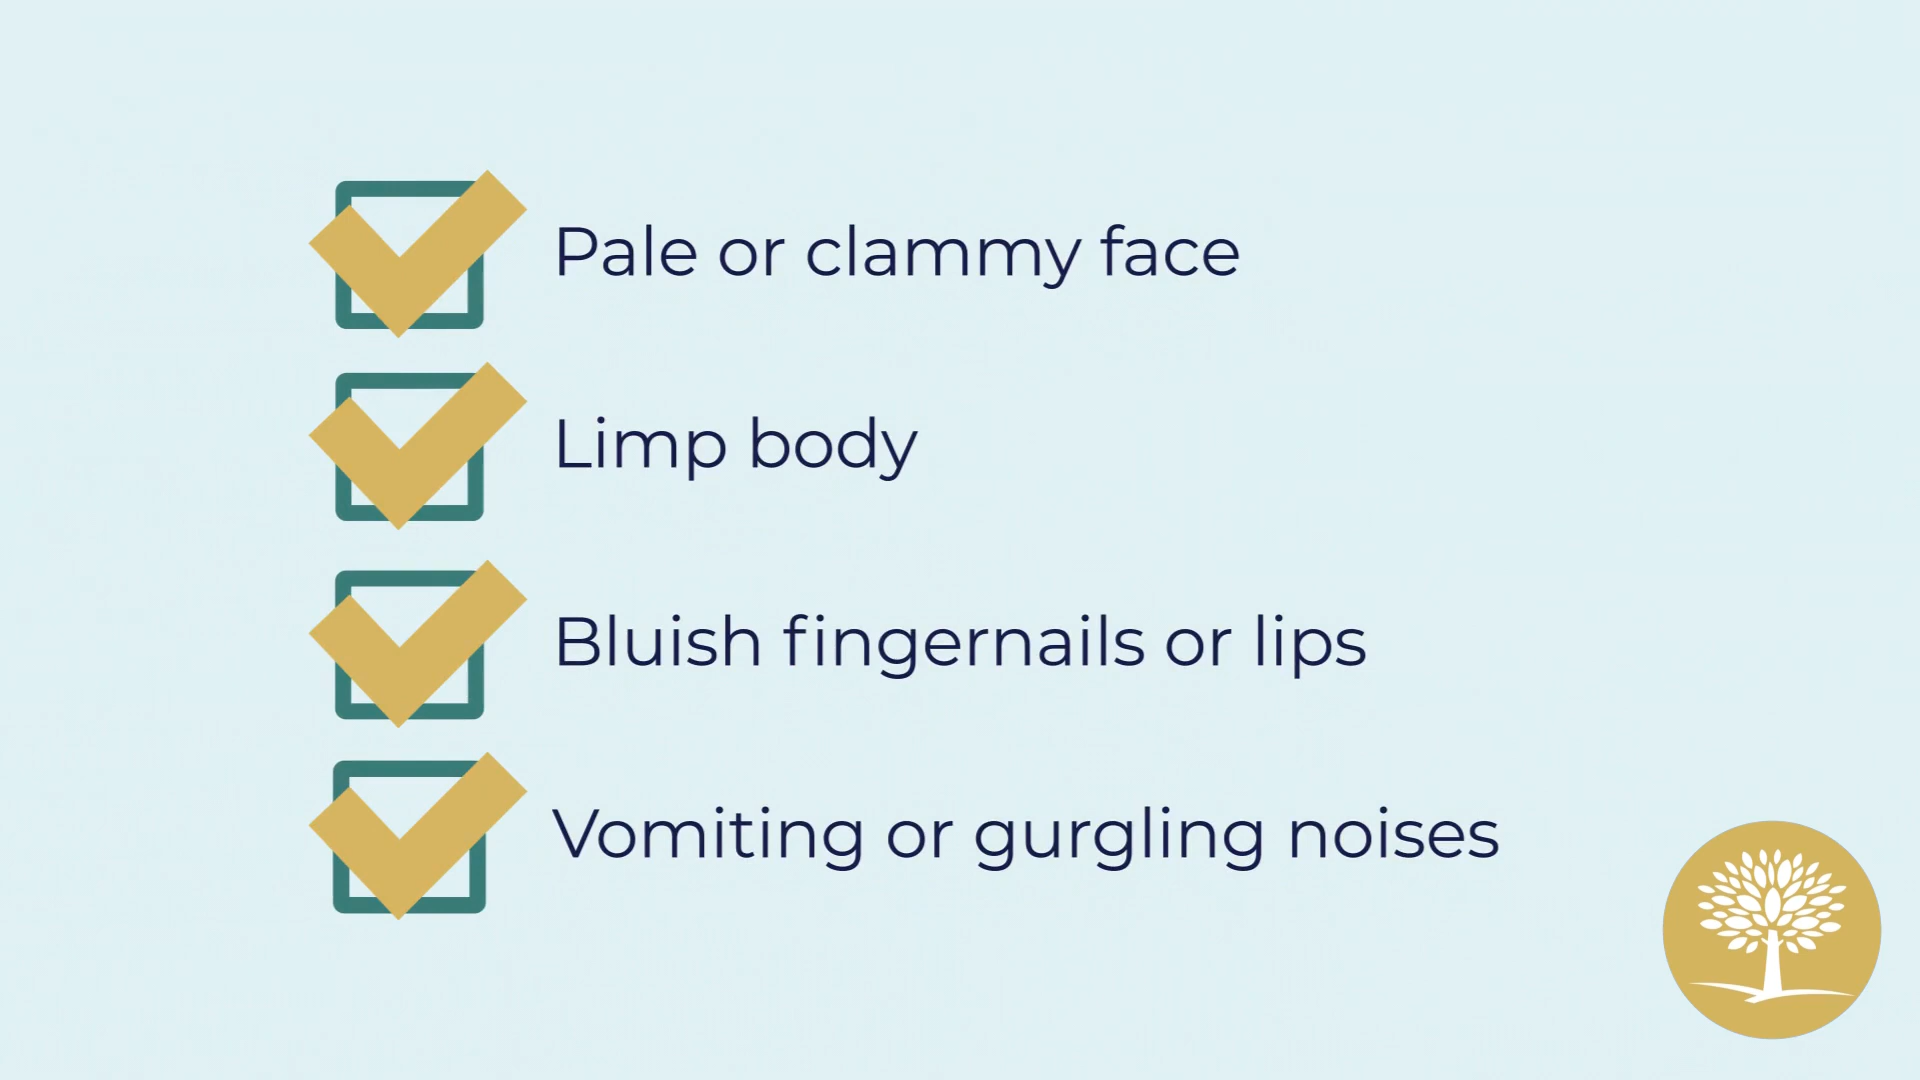 Pale or clammy face
Limp body
Bluish fingernails or lips
Vomiting or gurgling noises